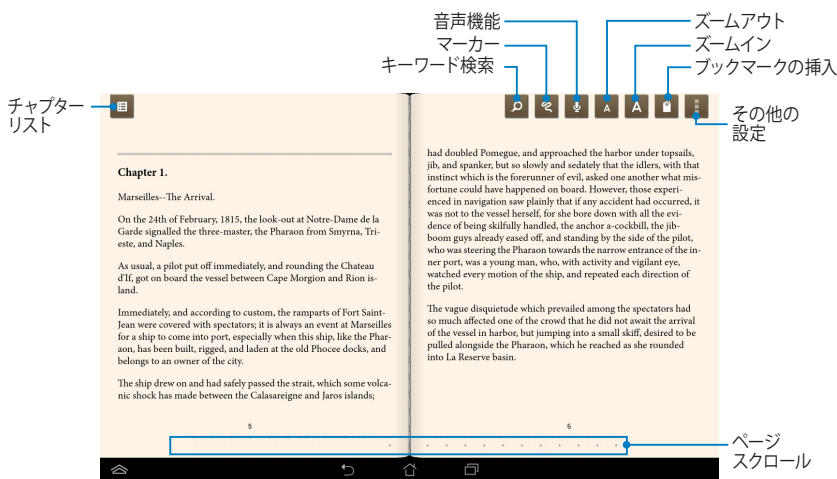 音声機能
マーカー
キーワード検索
ズームアウト
ズームイン
ブックマークの挿入
チャプター
リスト
その他の
設定
A
A
Chapter 1.
Marseilles--The Arrival.
On the 24th of February, 1815, the look-out at Notre-Dame de la
Garde signalled the three-master, the Pharaon from Smyrna, Tri-
este, and Naples.
As usual, a pilot put off immediately, and rounding the Chateau
d'If, got on board the vessel between Cape Morgion and Rion is-
land.
Immediately, and according to custom, the ramparts of Fort Saint-
Jean were covered with spectators; it is always an event at Marseilles
for a ship to come into port, especially when this ship, like the Phar-
aon, has been built, rigged, and laden at the old Phocee docks, and
belongs to an owner of the city.
The ship drew on and had safely passed the strait, which some volca-
nic shock has made between the Calasareigne and Jaros islands;
5
had doubled Pomegue, and approached the harbor under topsails,
jib, and spanker, but so slowly and sedately that the idlers, with that
instinct which is the forerunner of evil, asked one another what mis-
fortune could have happened on board. However, those experi-
enced in navigation saw plainly that if any accident had occurred, it
was not to the vessel herself, for she bore down with all the evi-
dence of being skilfully handled, the anchor a-cockbill, the jib-
boom guys already eased off, and standing by the side of the pilot,
who was steering the Pharaon towards the narrow entrance of the in-
ner port, was a young man, who, with activity and vigilant eye,
watched every motion of the ship, and repeated each direction of
the pilot.
The vague disquietude which prevailed among the spectators had
so much affected one of the crowd that he did not await the arrival
of the vessel in harbor, but jumping into a small skiff, desired to be
pulled alongside the Pharaon, which he reached as she rounded
into La Reserve basin.
6
ページ
スクロール